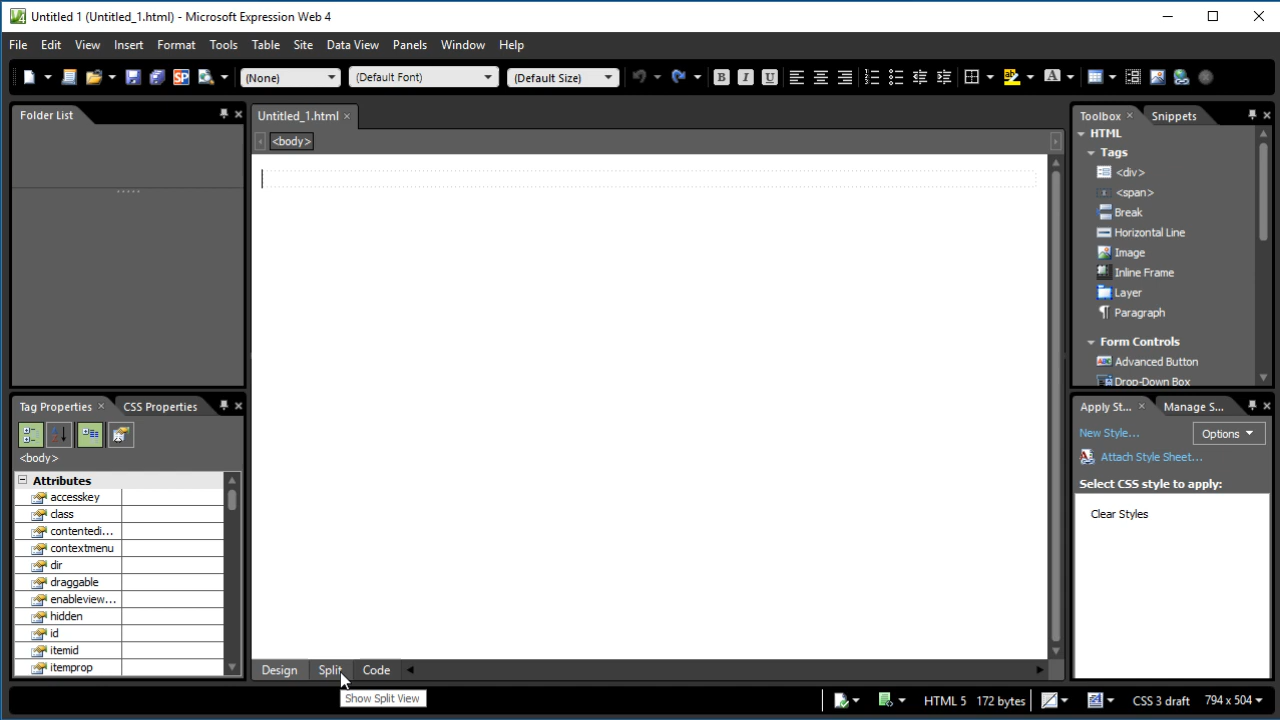 Untitled 1 (Untitled_1.html) - Microsoft Expression Web 4
File Edit View Insert Format Tools Table Site Data View Panels Window Help
(None) (Default Font) (Default Size) B I U A
Folder List
Untitled_1.html
<body>
Toolbox Snippets
HTML
Tags
<div>
<span>
Break
Horizontal Line
Image
Inline Frame
Layer
Paragraph
Form Controls
Advanced Button
Drop-Down Box
Tag Properties CSS Properties
<body>
Attributes
accesskey
class
contentedi...
contextmenu
dir
draggable
enableview...
hidden
id
itemid
itemprop
Apply St... Manage S...
New Style... Options
Attach Style Sheet...
Select CSS style to apply:
Clear Styles
Design Split Code
Show Split View
HTML 5 172 bytes CSS 3 draft 794 x 504